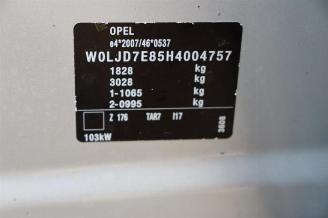 OPEL
e4*2007/46*0537
W0LJD7E85H4004757
1828 kg
3028 kg
1-1065 kg
2-0995 kg
Z 176 TAR7 I17
103kW
3608